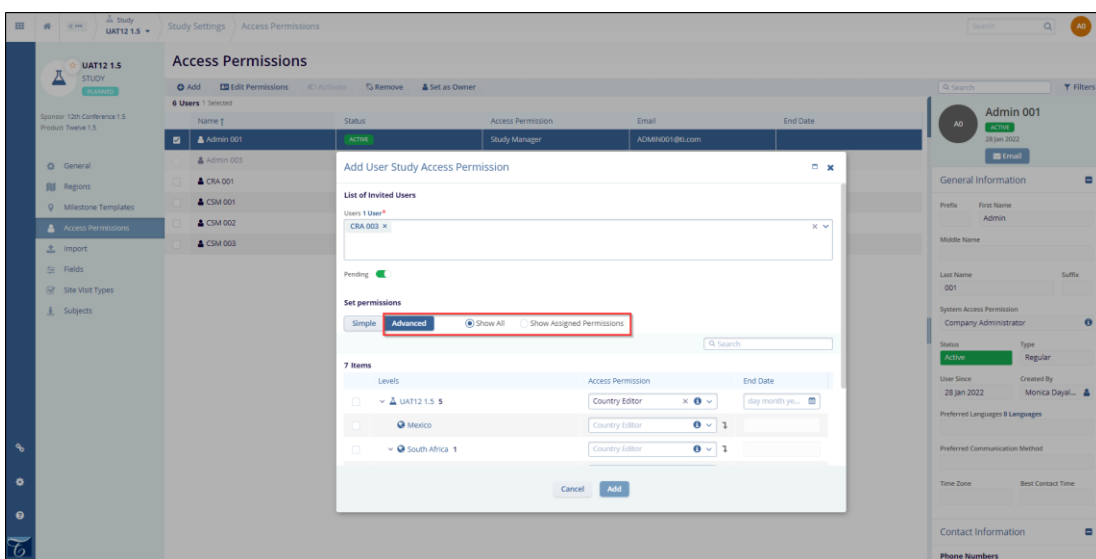 Study
UAT12 1.5
Study Settings
Access Permissions
Search
A0
UAT12 1.5
STUDY
PLANNED
Sponsor 12th Conference 1.5
Product Twelve 1.5
General
Regions
Milestone Templates
Access Permissions
Import
Fields
Site Visit Types
Subjects
Access Permissions
Add
Edit Permissions
Activate
Remove
Set as Owner
Search
Filters
6 Users 1 Selected
Name
Status
Access Permission
Email
End Date
Admin 001
ACTIVE
Study Manager
ADMIN001@ti.com
Admin 003
CRA 001
CSM 001
CSM 002
CSM 003
Add User Study Access Permission
List of Invited Users
Users 1 User*
CRA 003 ×
Pending
Set permissions
Simple
Advanced
Show All
Show Assigned Permissions
Search
7 Items
Levels
Access Permission
End Date
UAT12 1.5 5
Country Editor
day month ye...
Mexico
Country Editor
South Africa 1
Country Editor
Cancel
Add
A0
Admin 001
ACTIVE
28 Jan 2022
Email
General Information
Prefix
First Name
Admin
Middle Name
Last Name
Suffix
001
System Access Permission
Company Administrator
Status
Type
Active
Regular
User Since
Created By
28 Jan 2022
Monica Dayal...
Preferred Languages 0 Languages
Preferred Communication Method
Time Zone
Best Contact Time
Contact Information
Phone Numbers